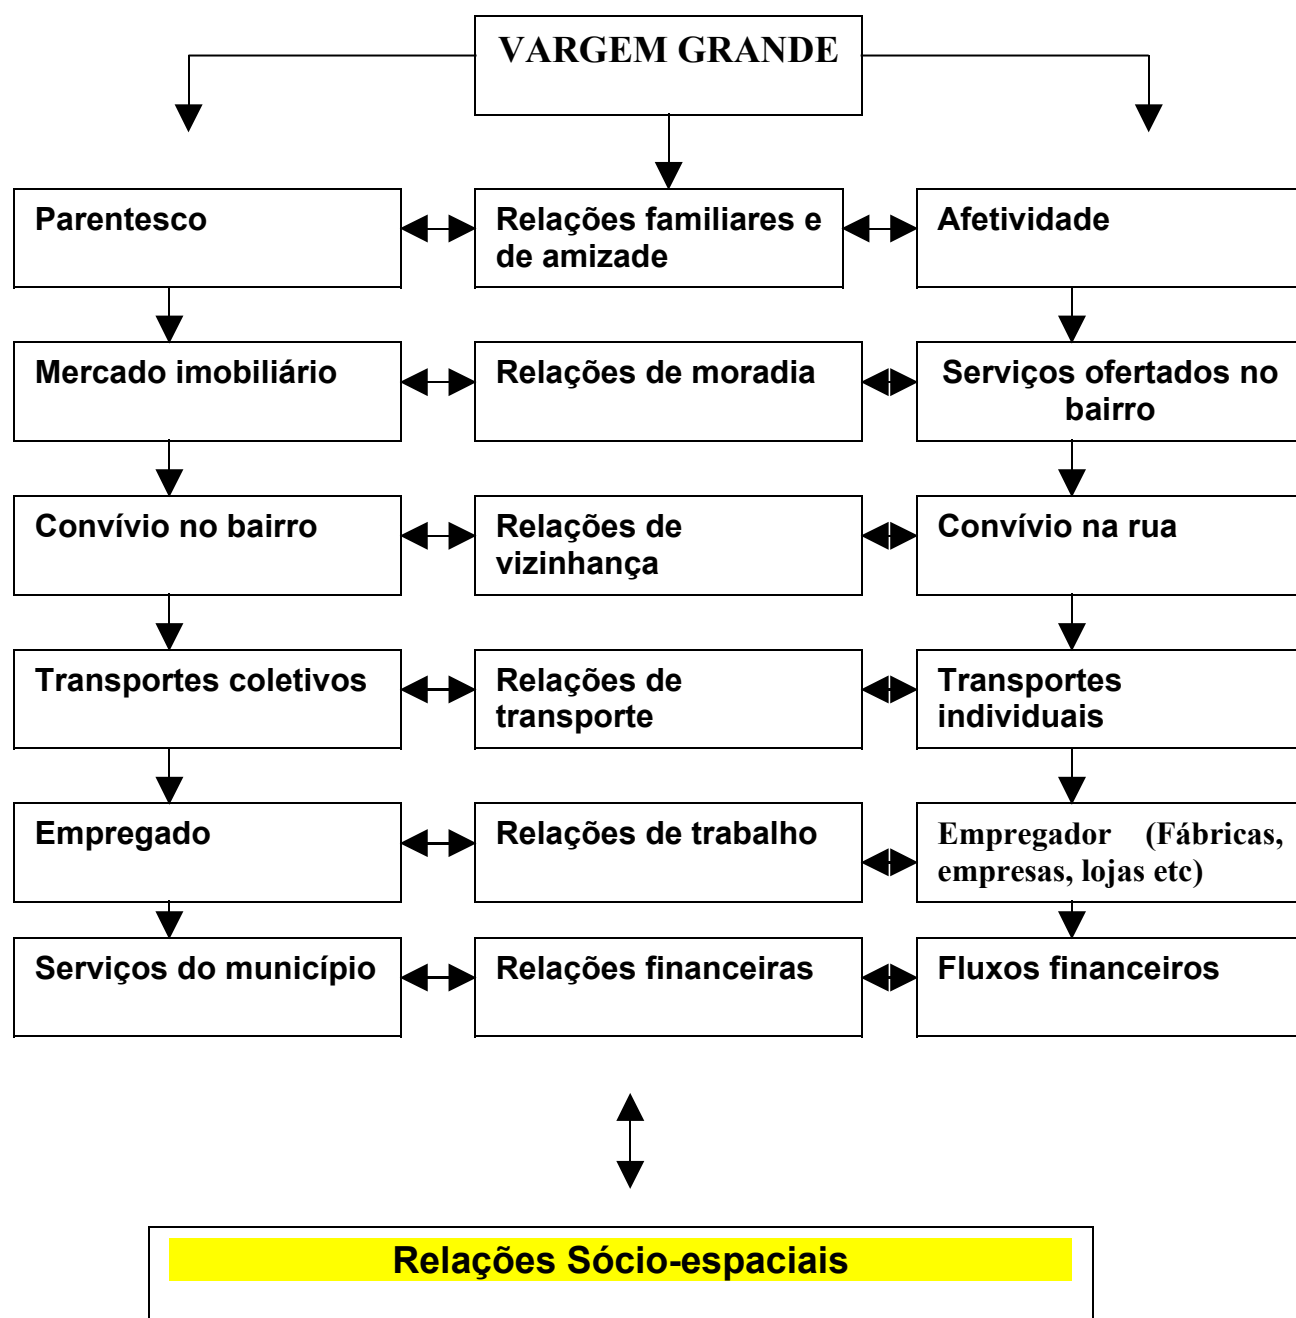 VARGEM GRANDE
Parentesco
Relações familiares e
de amizade
Afetividade
Mercado imobiliário
Relações de moradia
Serviços ofertados no
bairro
Convívio no bairro
Relações de
vizinhança
Convívio na rua
Transportes coletivos
Relações de
transporte
Transportes
individuais
Empregado
Relações de trabalho
Empregador (Fábricas,
empresas, lojas etc)
Serviços do município
Relações financeiras
Fluxos financeiros
Relações Sócio-espaciais